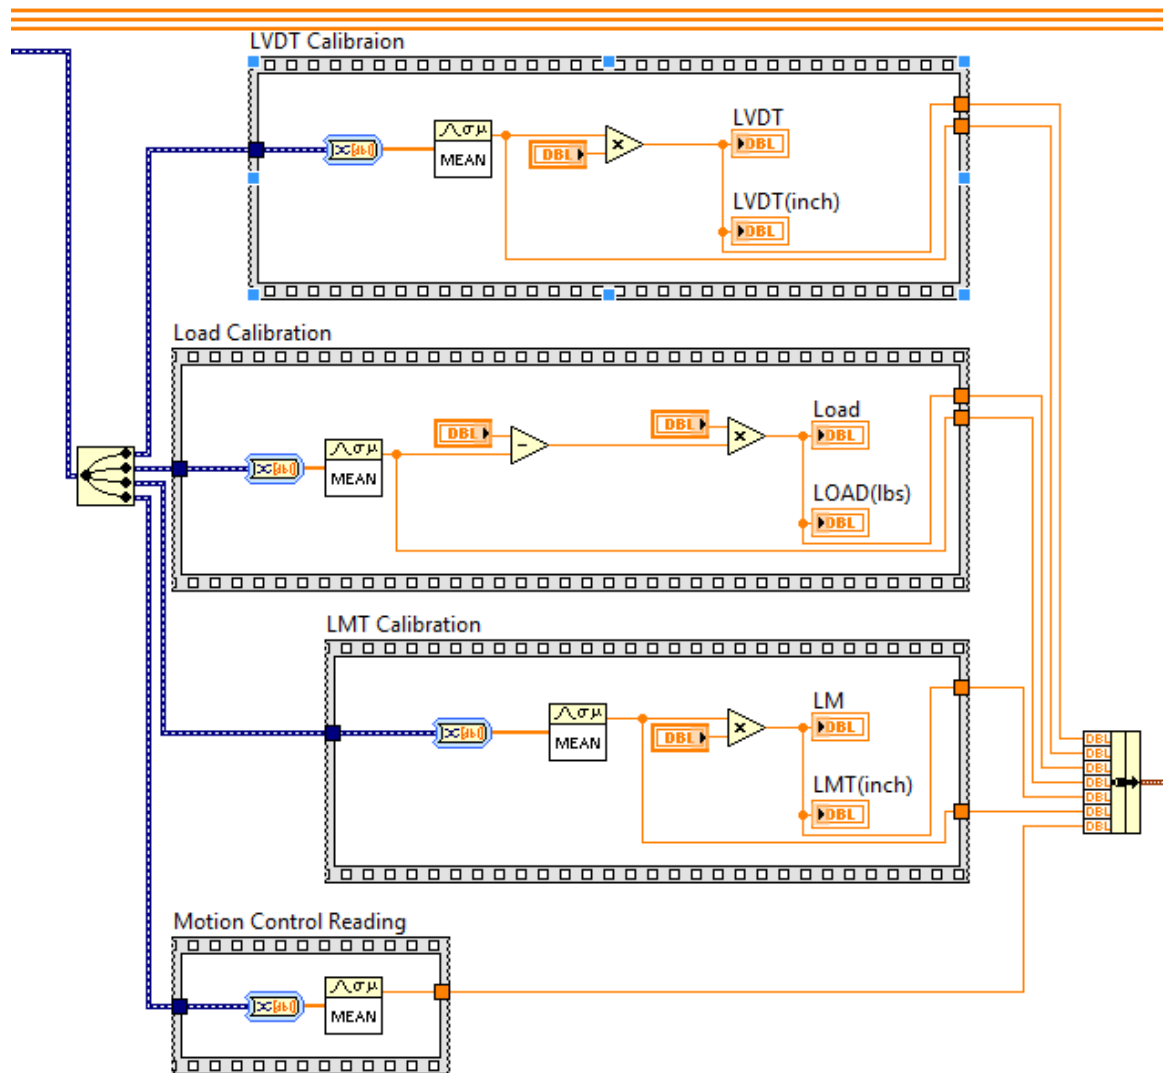 LVDT Calibraion
LVDT
DBL
MEAN
DBL
LVDT(inch)
DBL
Load Calibration
Load
DBL
DBL
DBL
MEAN
LOAD(lbs)
DBL
LMT Calibration
LM
DBL
DBL
MEAN
LMT(inch)
DBL
DBL
DBL
DBL
DBL
DBL
DBL
DBL
Motion Control Reading
MEAN